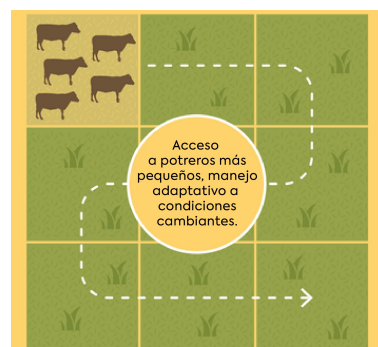 Acceso
a potreros más
pequeños, manejo
adaptativo a
condiciones
cambiantes.